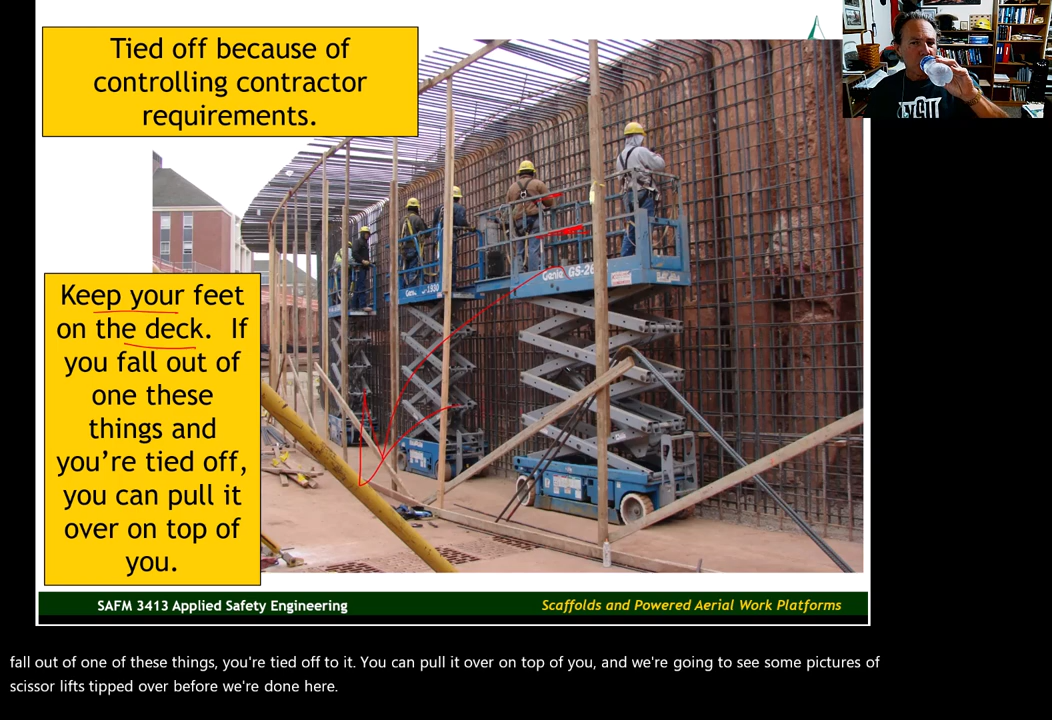 Tied off because of
controlling contractor
requirements.
Genie GS-26
Keep your feet
on the deck. If
you fall out of
one these
things and
you're tied off,
you can pull it
over on top of
you.
SAFM 3413 Applied Safety Engineering
Scaffolds and Powered Aerial Work Platforms
fall out of one of these things, you're tied off to it. You can pull it over on top of you, and we're going to see some pictures of
scissor lifts tipped over before we're done here.